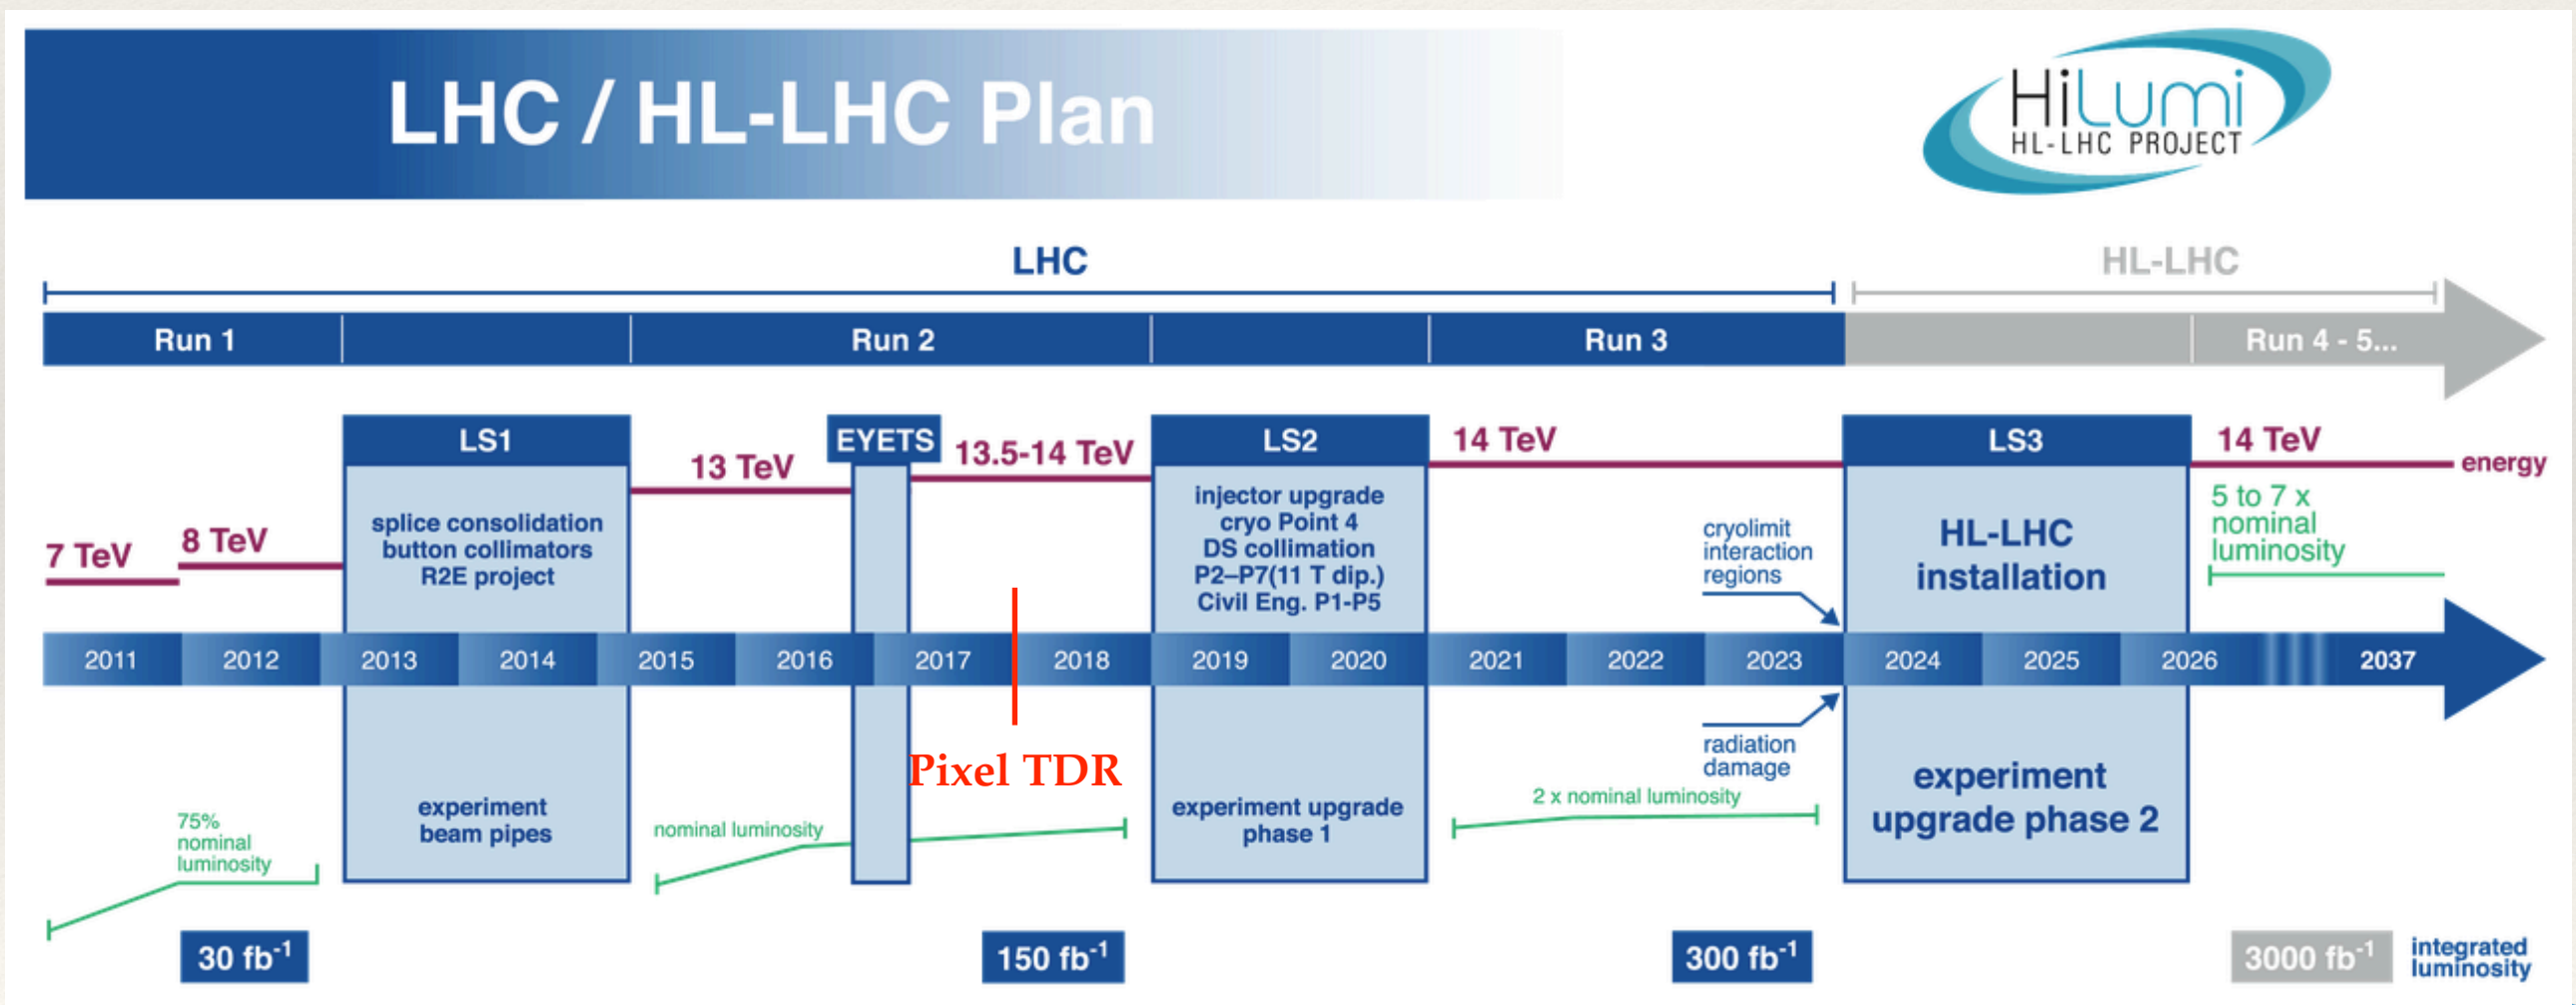 LHC / HL-LHC Plan
HiLumi
HL-LHC PROJECT
LHC
HL-LHC
Run 1
Run 2
Run 3
Run 4 - 5...
LS1
EYETS
LS2
LS3
7 TeV
8 TeV
13 TeV
13.5-14 TeV
14 TeV
14 TeV
energy
splice consolidation
button collimators
R2E project
injector upgrade
cryo Point 4
DS collimation
P2–P7(11 T dip.)
Civil Eng. P1-P5
cryolimit
interaction
regions
HL-LHC
installation
5 to 7 x
nominal
luminosity
2011
2012
2013
2014
2015
2016
2017
2018
2019
2020
2021
2022
2023
2024
2025
2026
2037
Pixel TDR
75%
nominal
luminosity
experiment
beam pipes
nominal luminosity
experiment upgrade
phase 1
2 x nominal luminosity
radiation
damage
experiment
upgrade phase 2
30 fb⁻¹
150 fb⁻¹
300 fb⁻¹
3000 fb⁻¹
integrated
luminosity